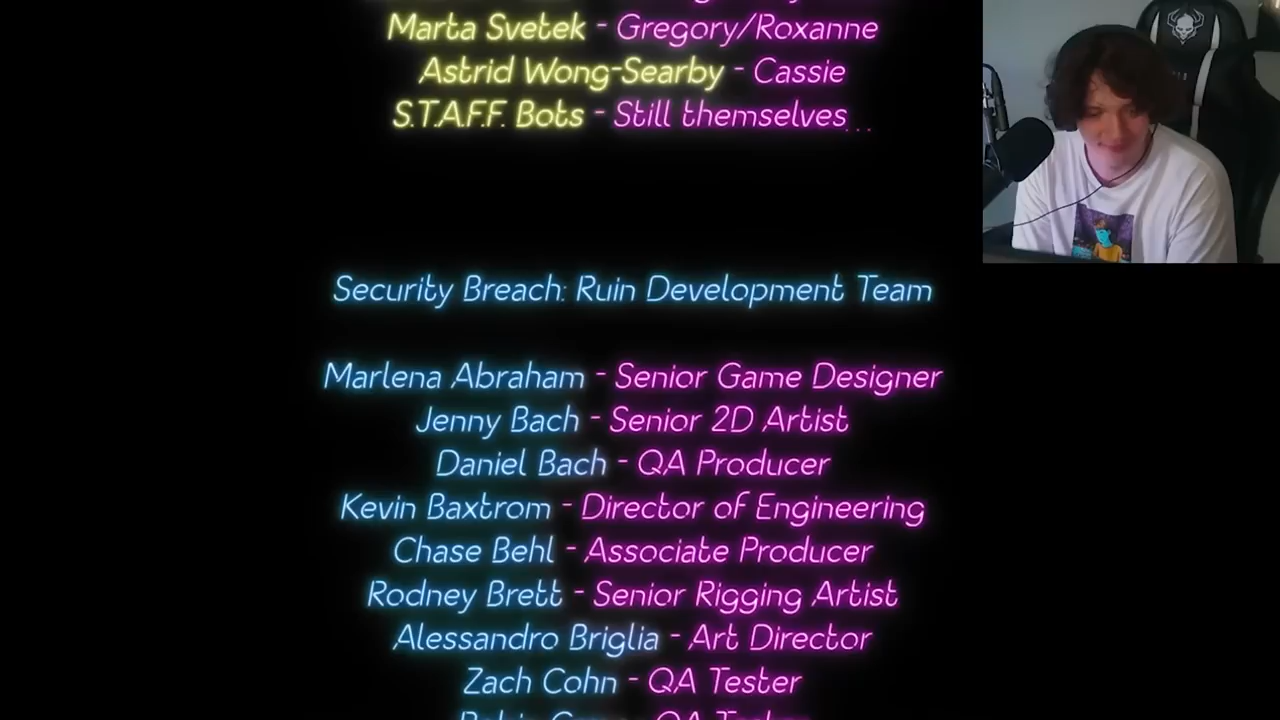 Marta Svetek - Gregory/Roxanne
Astrid Wong-Searby - Cassie
S.T.A.F.F. Bots - Still themselves...
Security Breach: Ruin Development Team
Marlena Abraham - Senior Game Designer
Jenny Bach - Senior 2D Artist
Daniel Bach - QA Producer
Kevin Baxtrom - Director of Engineering
Chase Behl - Associate Producer
Rodney Brett - Senior Rigging Artist
Alessandro Briglia - Art Director
Zach Cohn - QA Tester